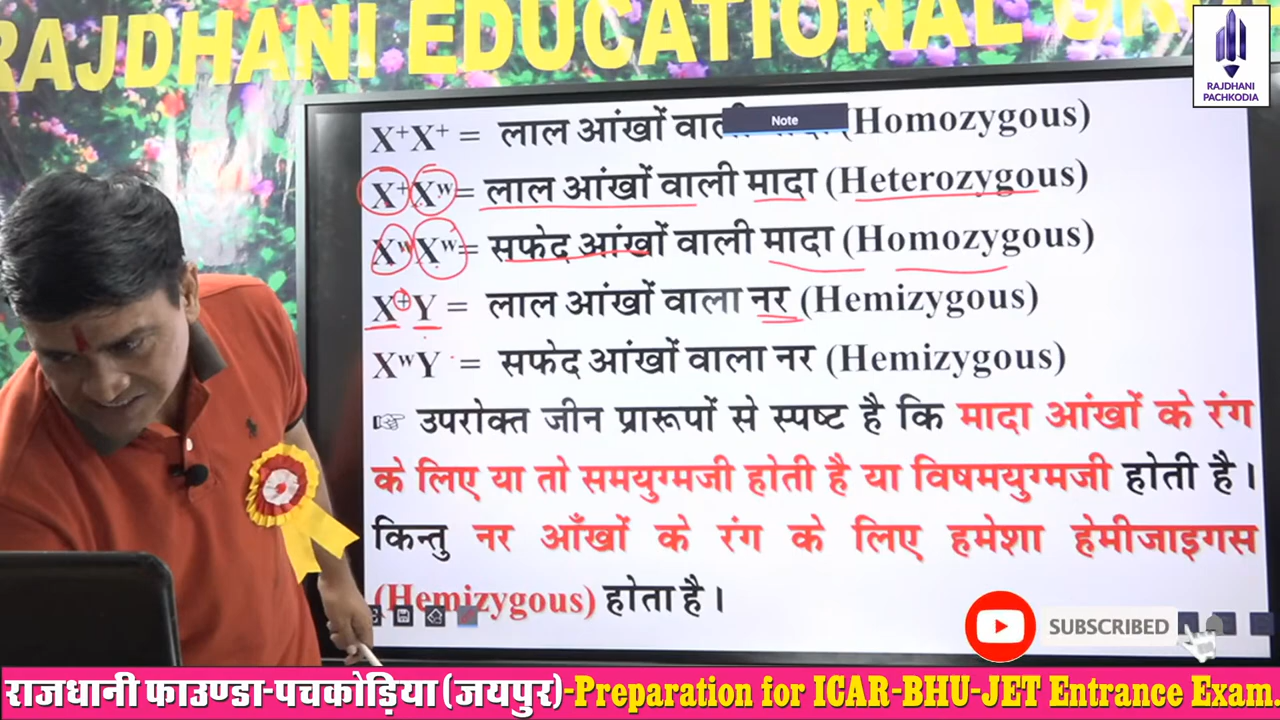 RAJDHANI EDUCATIONAL
RAJDHANI
PACHKODIA
Note
X⁺X⁺ = लाल आंखों (Homozygous)
X⁺Xʷ = लाल आंखों वाली मादा (Heterozygous)
XʷXʷ = सफेद आंखों वाली मादा (Homozygous)
X⁺Y = लाल आंखों वाला नर (Hemizygous)
XʷY = सफेद आंखों वाला नर (Hemizygous)
☞ उपरोक्त जीन प्रारूपों से स्पष्ट है कि मादा आंखों के रंग
के लिए या तो समयुग्मजी होती है या विषमयुग्मजी होती है।
किन्तु नर आँखों के रंग के लिए हमेशा हेमीजाइगस
(Hemizygous) होता है।
SUBSCRIBED
राजधानी फाउण्डा-पचकोड़िया (जयपुर)-Preparation for ICAR-BHU-JET Entrance Exam.